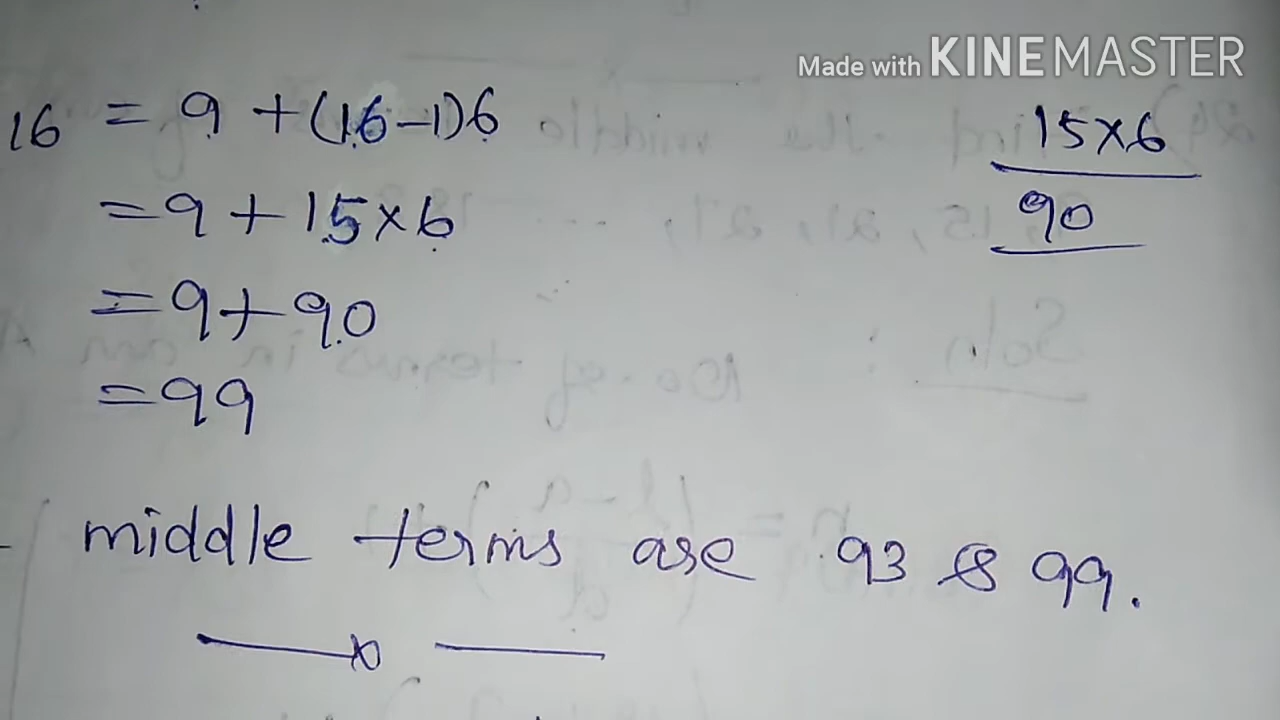 Made with KINEMASTER
16 = 9 + (16-1)6
= 9 + 15×6
= 9 + 90
= 99
15×6
90
middle terms are 93 & 99.